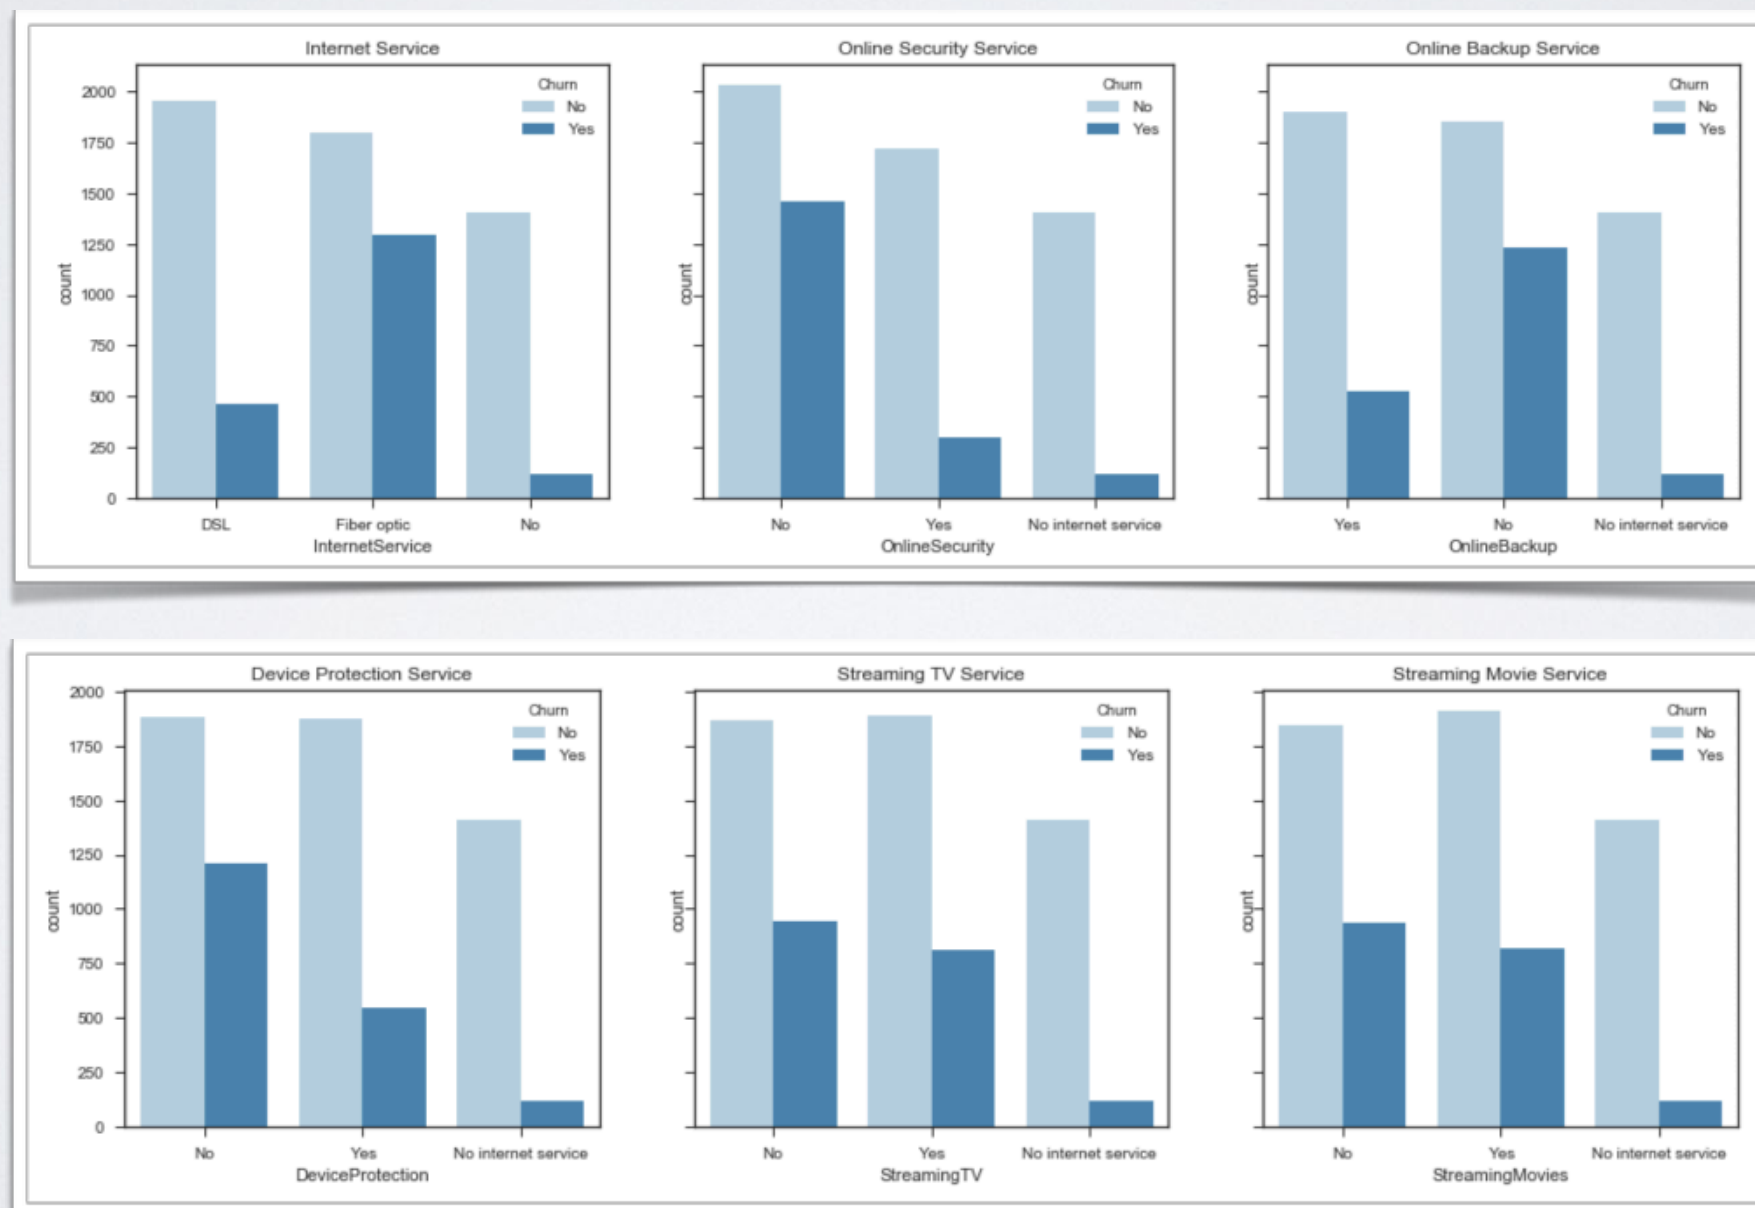 Internet Service
Online Security Service
Online Backup Service
Churn
No
Yes
Churn
No
Yes
Churn
No
Yes
2000
1750
1500
1250
1000
750
500
250
0
count
count
count
DSL
Fiber optic
No
No
Yes
No internet service
Yes
No
No internet service
InternetService
OnlineSecurity
OnlineBackup
Device Protection Service
Streaming TV Service
Streaming Movie Service
Churn
No
Yes
Churn
No
Yes
Churn
No
Yes
2000
1750
1500
1250
1000
750
500
250
0
count
count
count
No
Yes
No internet service
No
Yes
No internet service
No
Yes
No internet service
DeviceProtection
StreamingTV
StreamingMovies